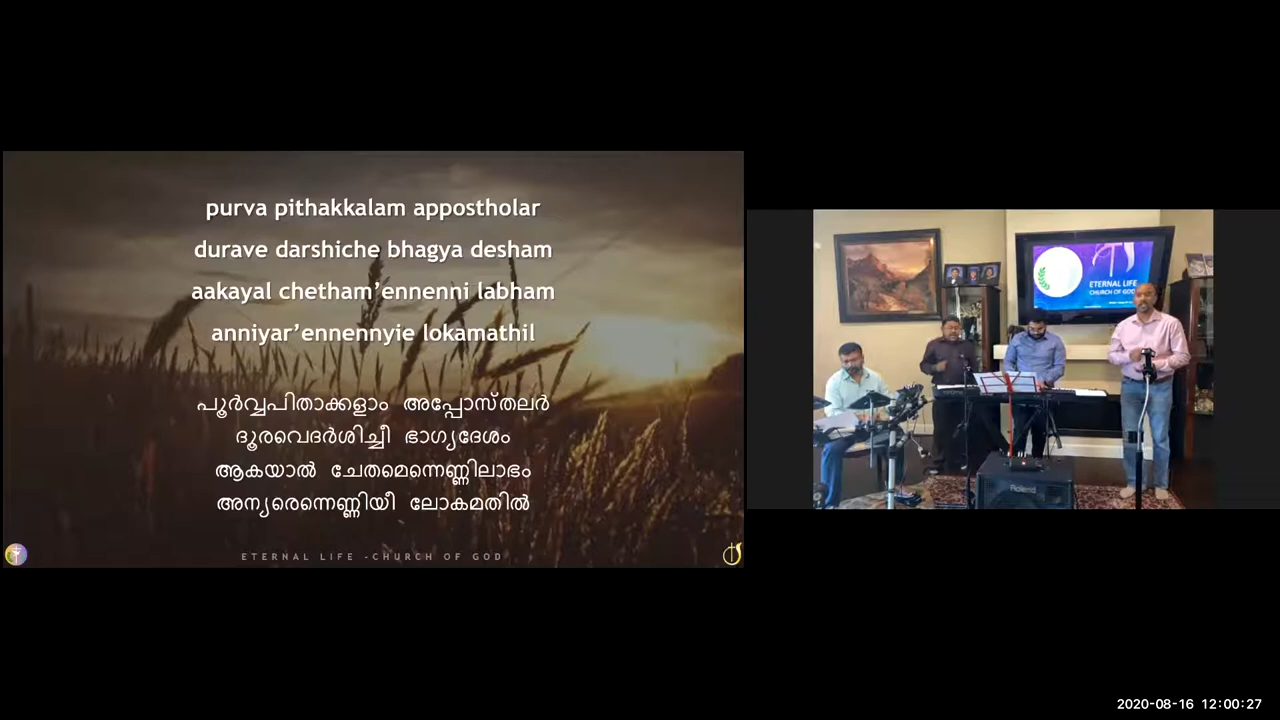 purva pithakkalam appostholar
durave darshiche bhagya desham
aakayal chetham’ennenni labham
anniyar’ennennyie lokamathil
പൂർവ്വപിതാക്കളാം അപ്പോസ്തലർ
ദൂരവെദർശിച്ചീ ഭാഗ്യദേശം
ആകയാൽ ചേതമെന്നെണ്ണിലാഭം
അന്യരെന്നെണ്ണിയീ ലോകമതിൽ
ETERNAL LIFE -CHURCH OF GOD
ETERNAL LIFE
CHURCH OF GOD
Roland
2020-08-16 12:00:27